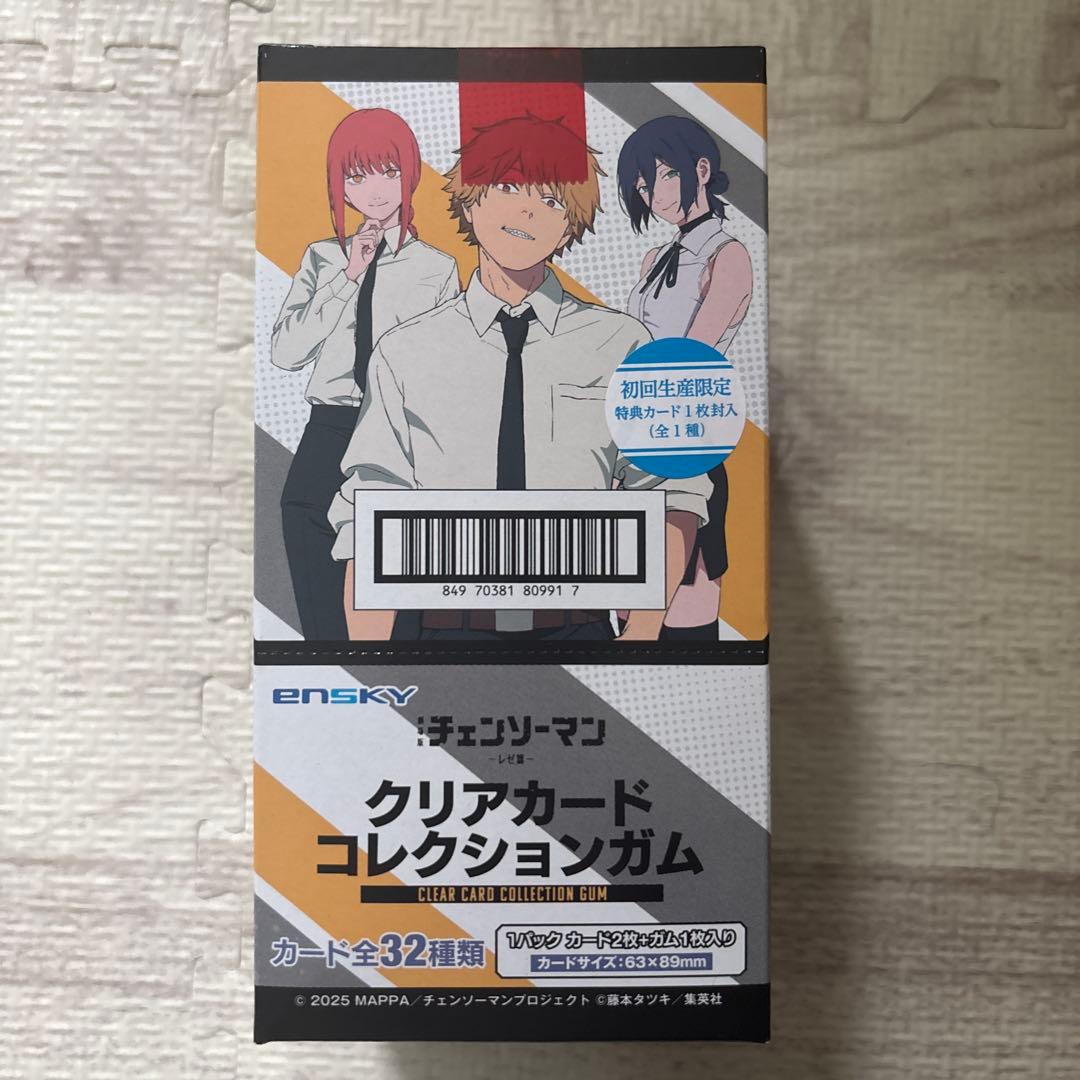 初回生産限定
特典カード1枚封入
(全1種)
849 70381 80991 7
ensky
劇場版チェンソーマン
-レゼ篇-
クリアカード
コレクションガム
CLEAR CARD COLLECTION GUM
カード全32種類
1パック カード2枚+ガム1枚入り
カードサイズ:63×89mm
© 2025 MAPPA/チェンソーマンプロジェクト ©藤本タツキ/集英社